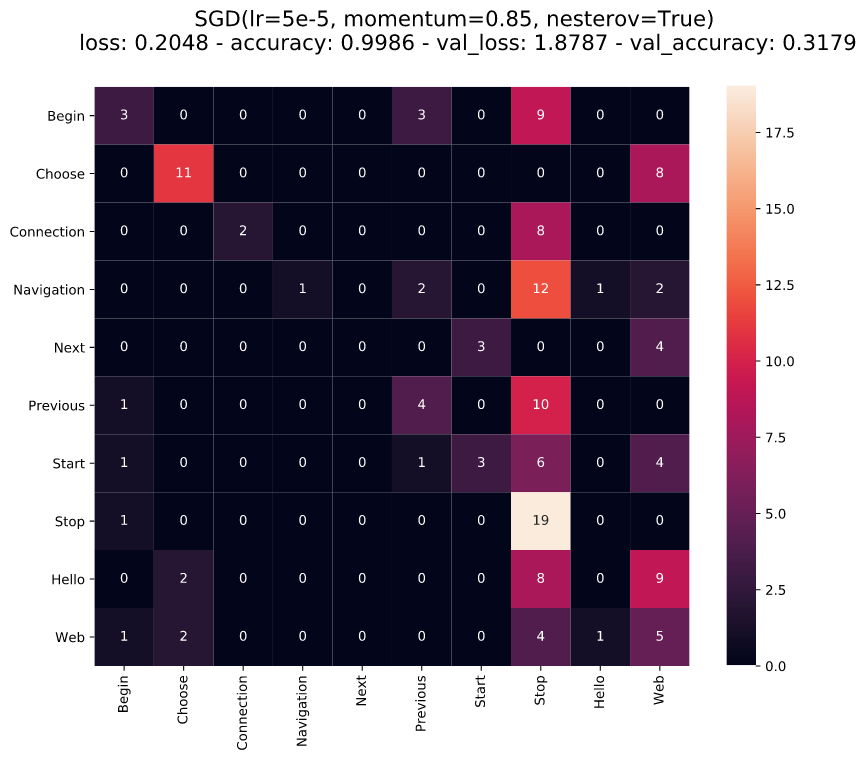 SGD(lr=5e-5, momentum=0.85, nesterov=True)
loss: 0.2048 - accuracy: 0.9986 - val_loss: 1.8787 - val_accuracy: 0.3179
Begin 3 0 0 0 0 3 0 9 0 0
Choose 0 11 0 0 0 0 0 0 0 8
Connection 0 0 2 0 0 0 0 8 0 0
Navigation 0 0 0 1 0 2 0 12 1 2
Next 0 0 0 0 0 0 3 0 0 4
Previous 1 0 0 0 0 4 0 10 0 0
Start 1 0 0 0 0 1 3 6 0 4
Stop 1 0 0 0 0 0 0 19 0 0
Hello 0 2 0 0 0 0 0 8 0 9
Web 1 2 0 0 0 0 0 4 1 5
Begin Choose Connection Navigation Next Previous Start Stop Hello Web
17.5
15.0
12.5
10.0
7.5
5.0
2.5
0.0